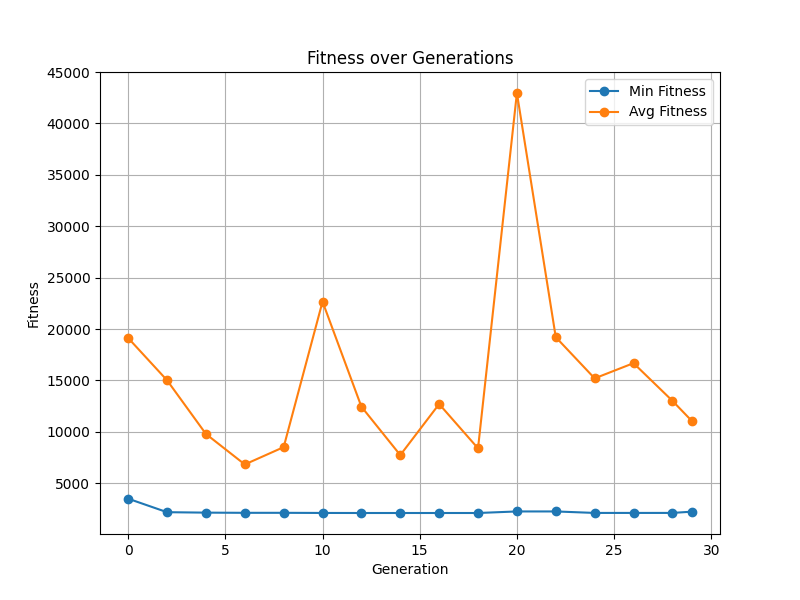 Fitness over Generations
Min Fitness
Avg Fitness
45000
40000
35000
30000
25000
20000
15000
10000
5000
Fitness
0 5 10 15 20 25 30
Generation